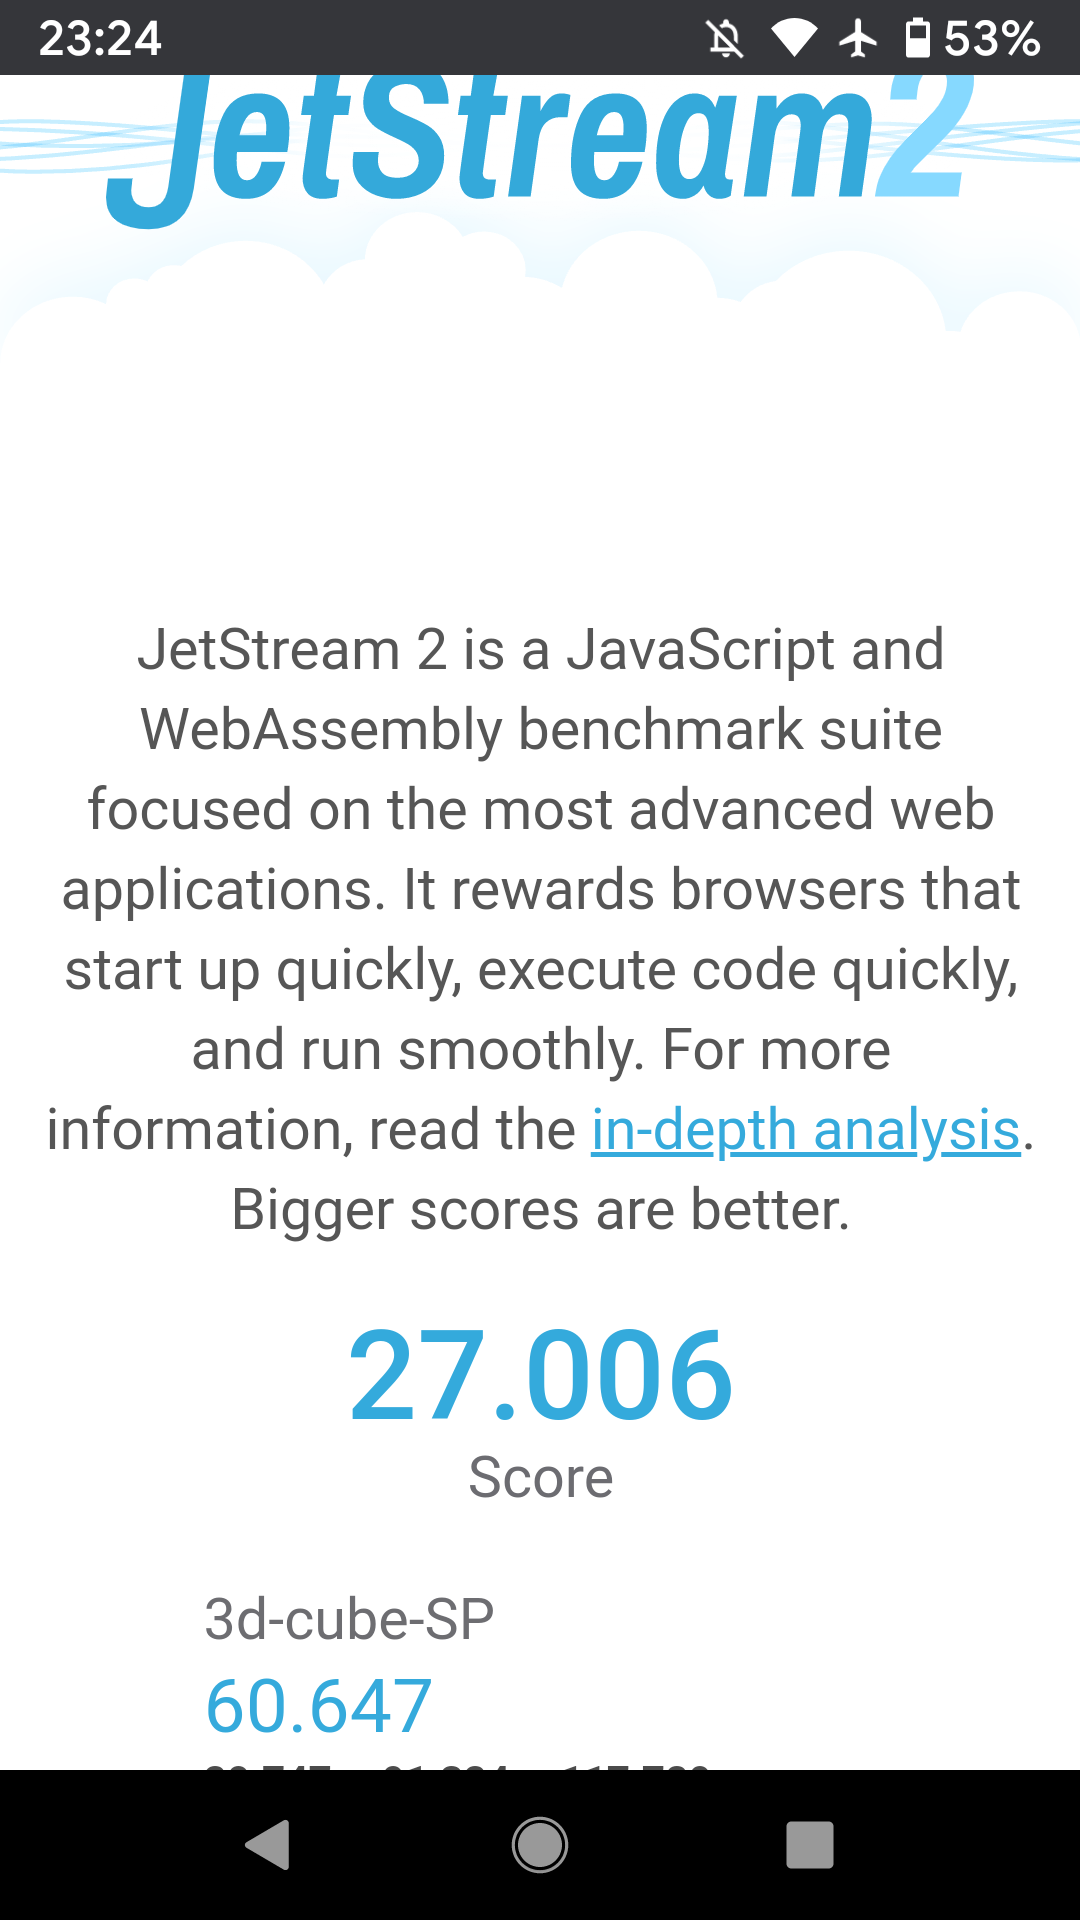 23:24
53%
JetStream2
JetStream 2 is a JavaScript and
WebAssembly benchmark suite
focused on the most advanced web
applications. It rewards browsers that
start up quickly, execute code quickly,
and run smoothly. For more
information, read the in-depth analysis.
Bigger scores are better.
27.006
Score
3d-cube-SP
60.647